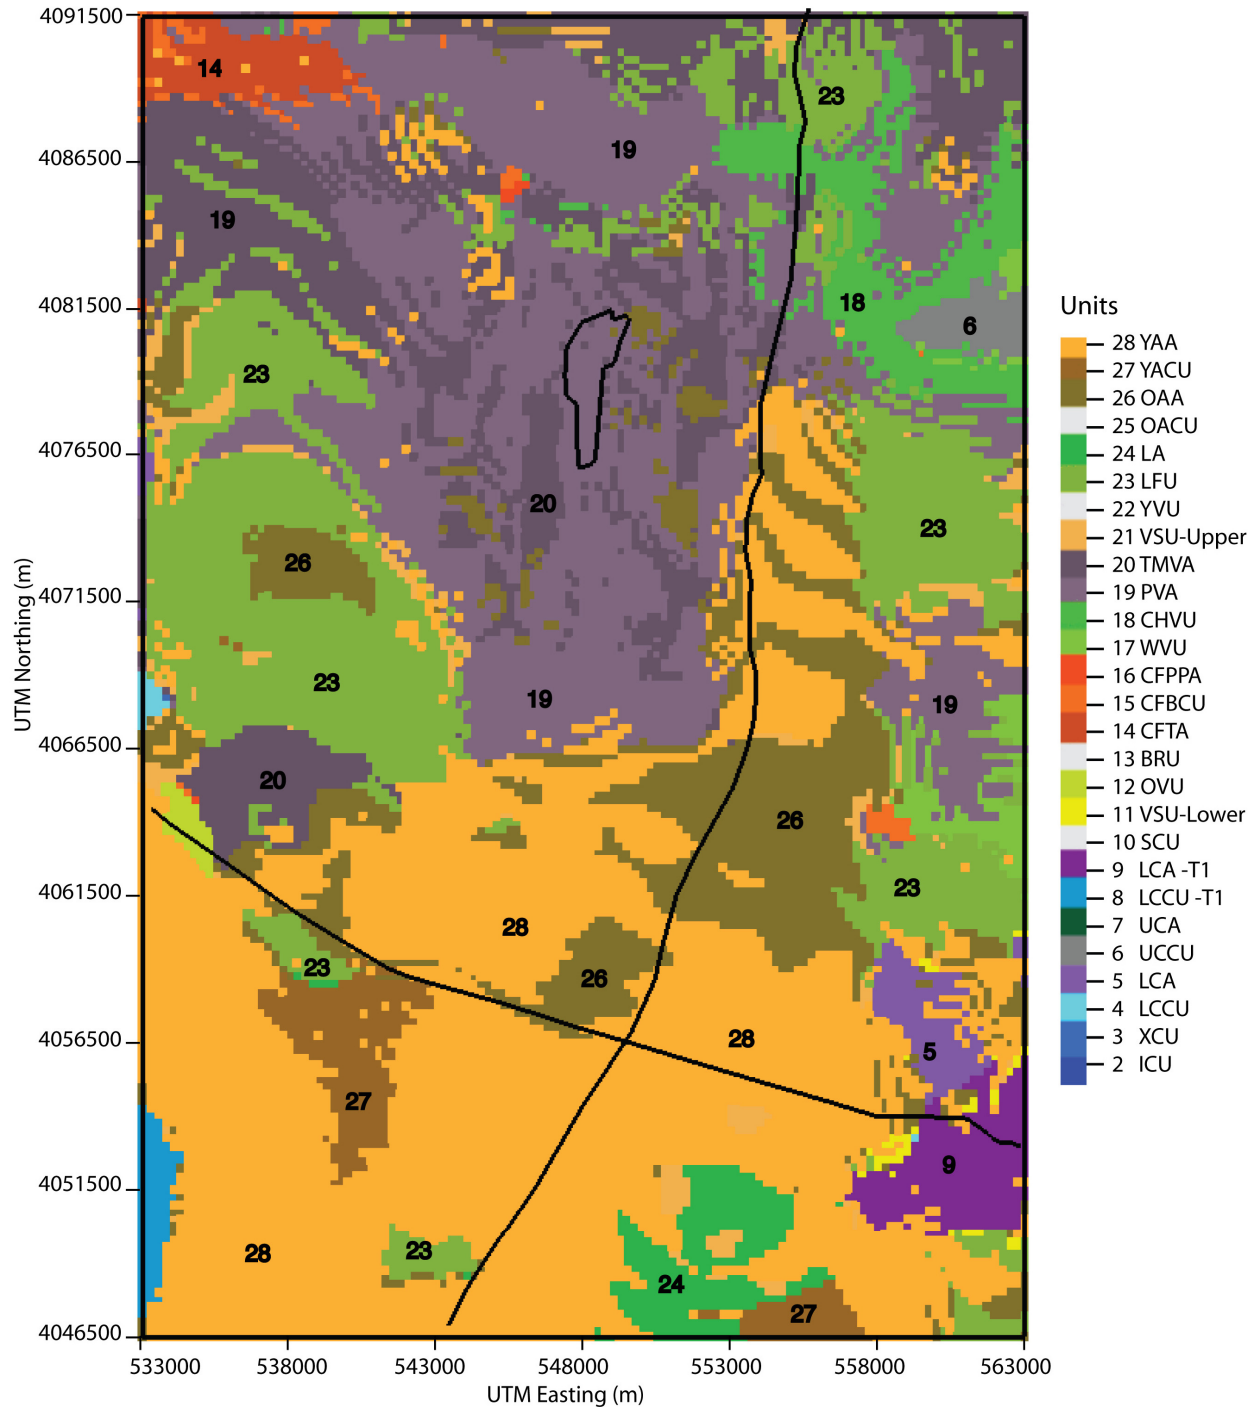 4091500
14
23
19
4086500
19
4081500
18
6
23
4076500
20
23
26
4071500
23
19
19
4066500
20
26
4061500
23
28
23
26
4056500
28
5
27
4051500
9
28
23
24
27
4046500
533000 538000 543000 548000 553000 558000 563000
UTM Easting (m)
UTM Northing (m)
Units
28 YAA
27 YACU
26 OAA
25 OACU
24 LA
23 LFU
22 YVU
21 VSU-Upper
20 TMVA
19 PVA
18 CHVU
17 WVU
16 CFPPA
15 CFBCU
14 CFTA
13 BRU
12 OVU
11 VSU-Lower
10 SCU
9 LCA -T1
8 LCCU -T1
7 UCA
6 UCCU
5 LCA
4 LCCU
3 XCU
2 ICU